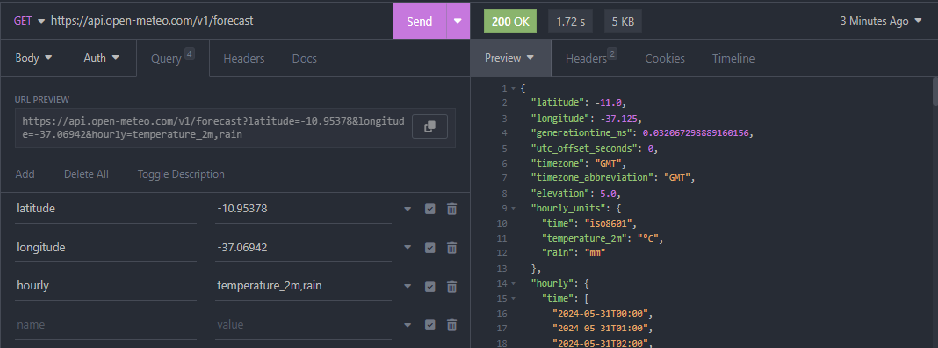 GET https://api.open-meteo.com/v1/forecast Send
200 OK 1.72 s 5 KB 3 Minutes Ago
Body Auth Query 4 Headers Docs
Preview Headers 2 Cookies Timeline
URL PREVIEW
https://api.open-meteo.com/v1/forecast?latitude=-10.95378&longitud
e=-37.06942&hourly=temperature_2m,rain
Add Delete All Toggle Description
latitude -10.95378
longitude -37.06942
hourly temperature_2m,rain
name value
1 {
2 "latitude": -11.0,
3 "longitude": -37.125,
4 "generationtime_ms": 0.032067298889160156,
5 "utc_offset_seconds": 0,
6 "timezone": "GMT",
7 "timezone_abbreviation": "GMT",
8 "elevation": 5.0,
9 "hourly_units": {
10 "time": "iso8601",
11 "temperature_2m": "°C",
12 "rain": "mm"
13 },
14 "hourly": {
15 "time": [
16 "2024-05-31T00:00",
17 "2024-05-31T01:00",
18 "2024-05-31T02:00",